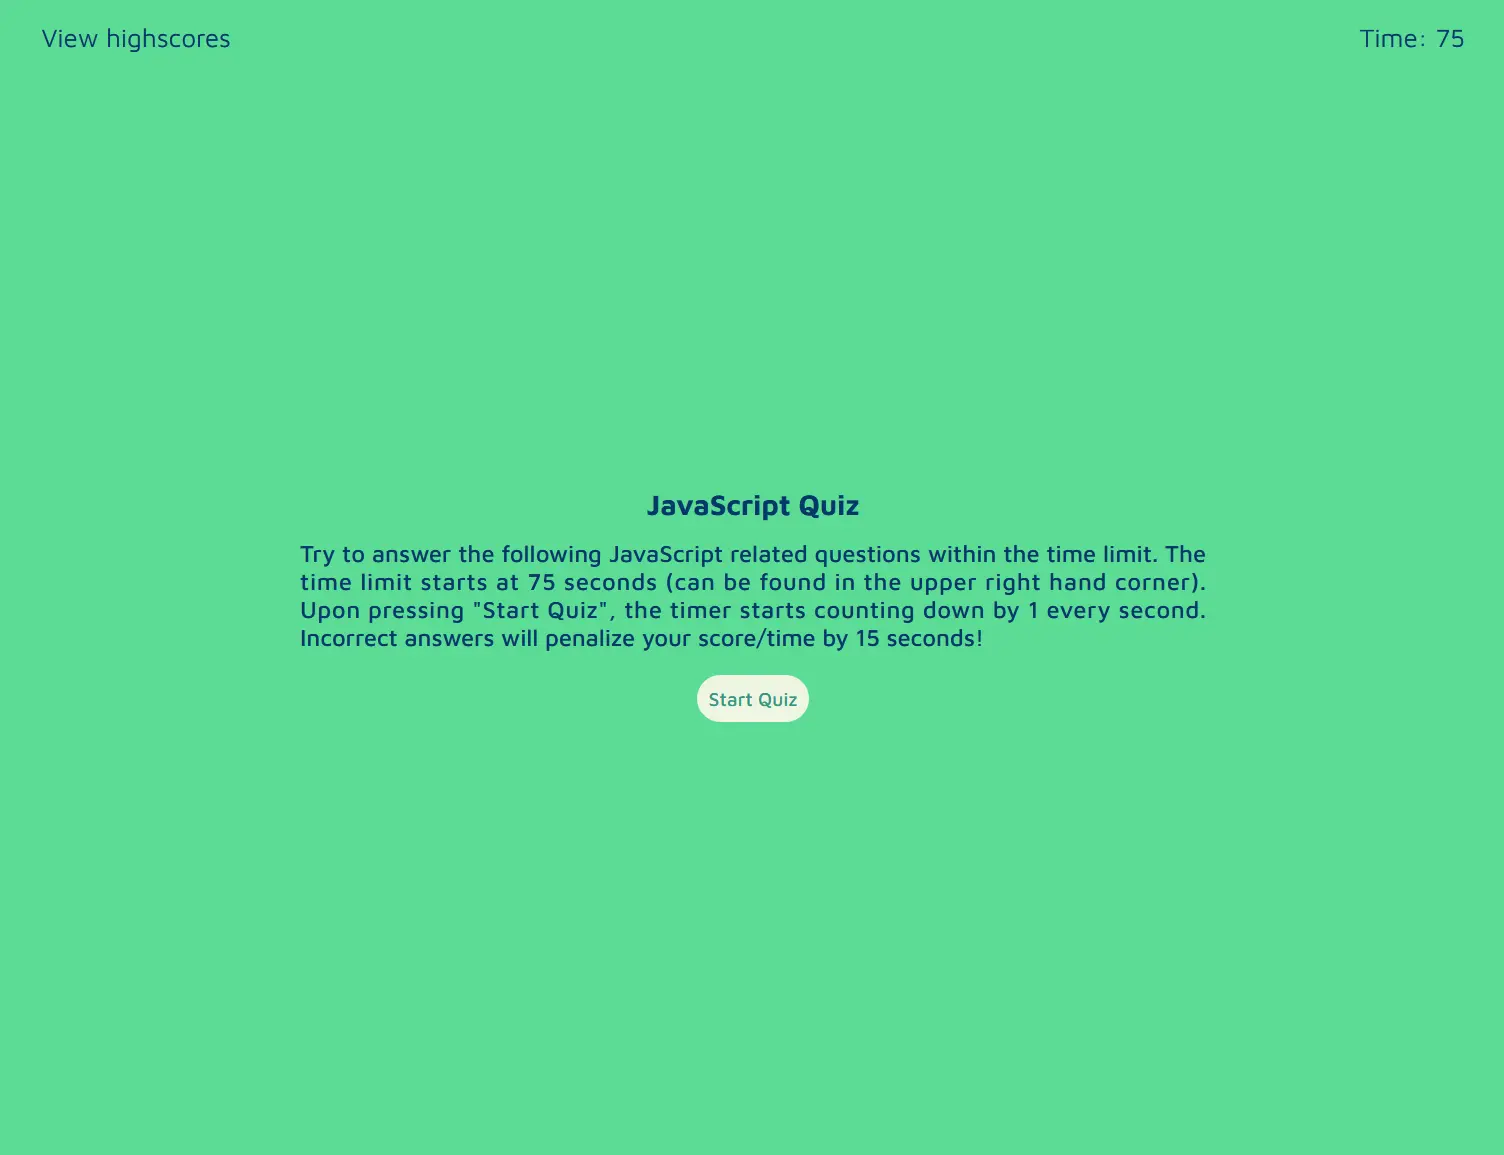 View highscores
Time: 75
JavaScript Quiz
Try to answer the following JavaScript related questions within the time limit. The
time limit starts at 75 seconds (can be found in the upper right hand corner).
Upon pressing "Start Quiz", the timer starts counting down by 1 every second.
Incorrect answers will penalize your score/time by 15 seconds!
Start Quiz